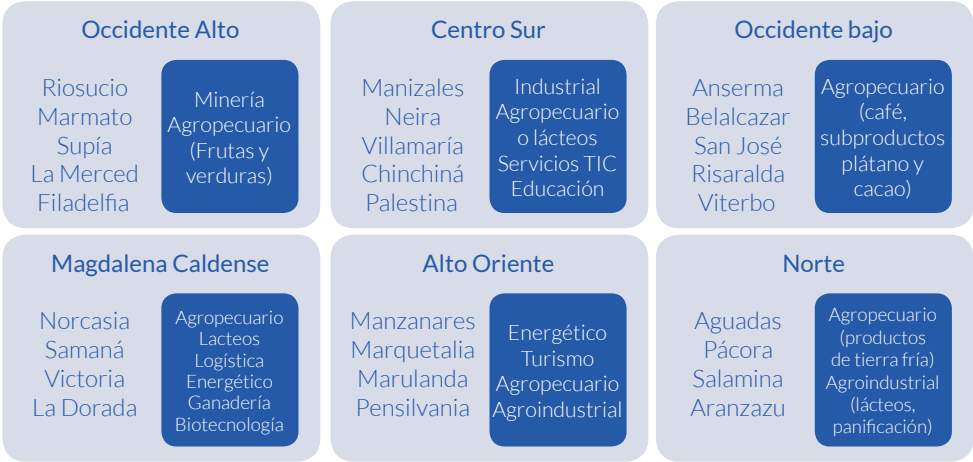 Occidente Alto
Riosucio
Marmato
Supía
La Merced
Filadelfia
Minería
Agropecuario
(Frutas y
verduras)
Centro Sur
Manizales
Neira
Villamaría
Chinchiná
Palestina
Industrial
Agropecuario
o lácteos
Servicios TIC
Educación
Occidente bajo
Anserma
Belalcazar
San José
Risaralda
Viterbo
Agropecuario
(café,
subproductos
plátano y
cacao)
Magdalena Caldense
Norcasia
Samaná
Victoria
La Dorada
Agropecuario
Lacteos
Logística
Energético
Ganadería
Biotecnología
Alto Oriente
Manzanares
Marquetalia
Marulanda
Pensilvania
Energético
Turismo
Agropecuario
Agroindustrial
Norte
Aguadas
Pácora
Salamina
Aranzazu
Agropecuario
(productos
de tierra fría)
Agroindustrial
(lácteos,
panificación)